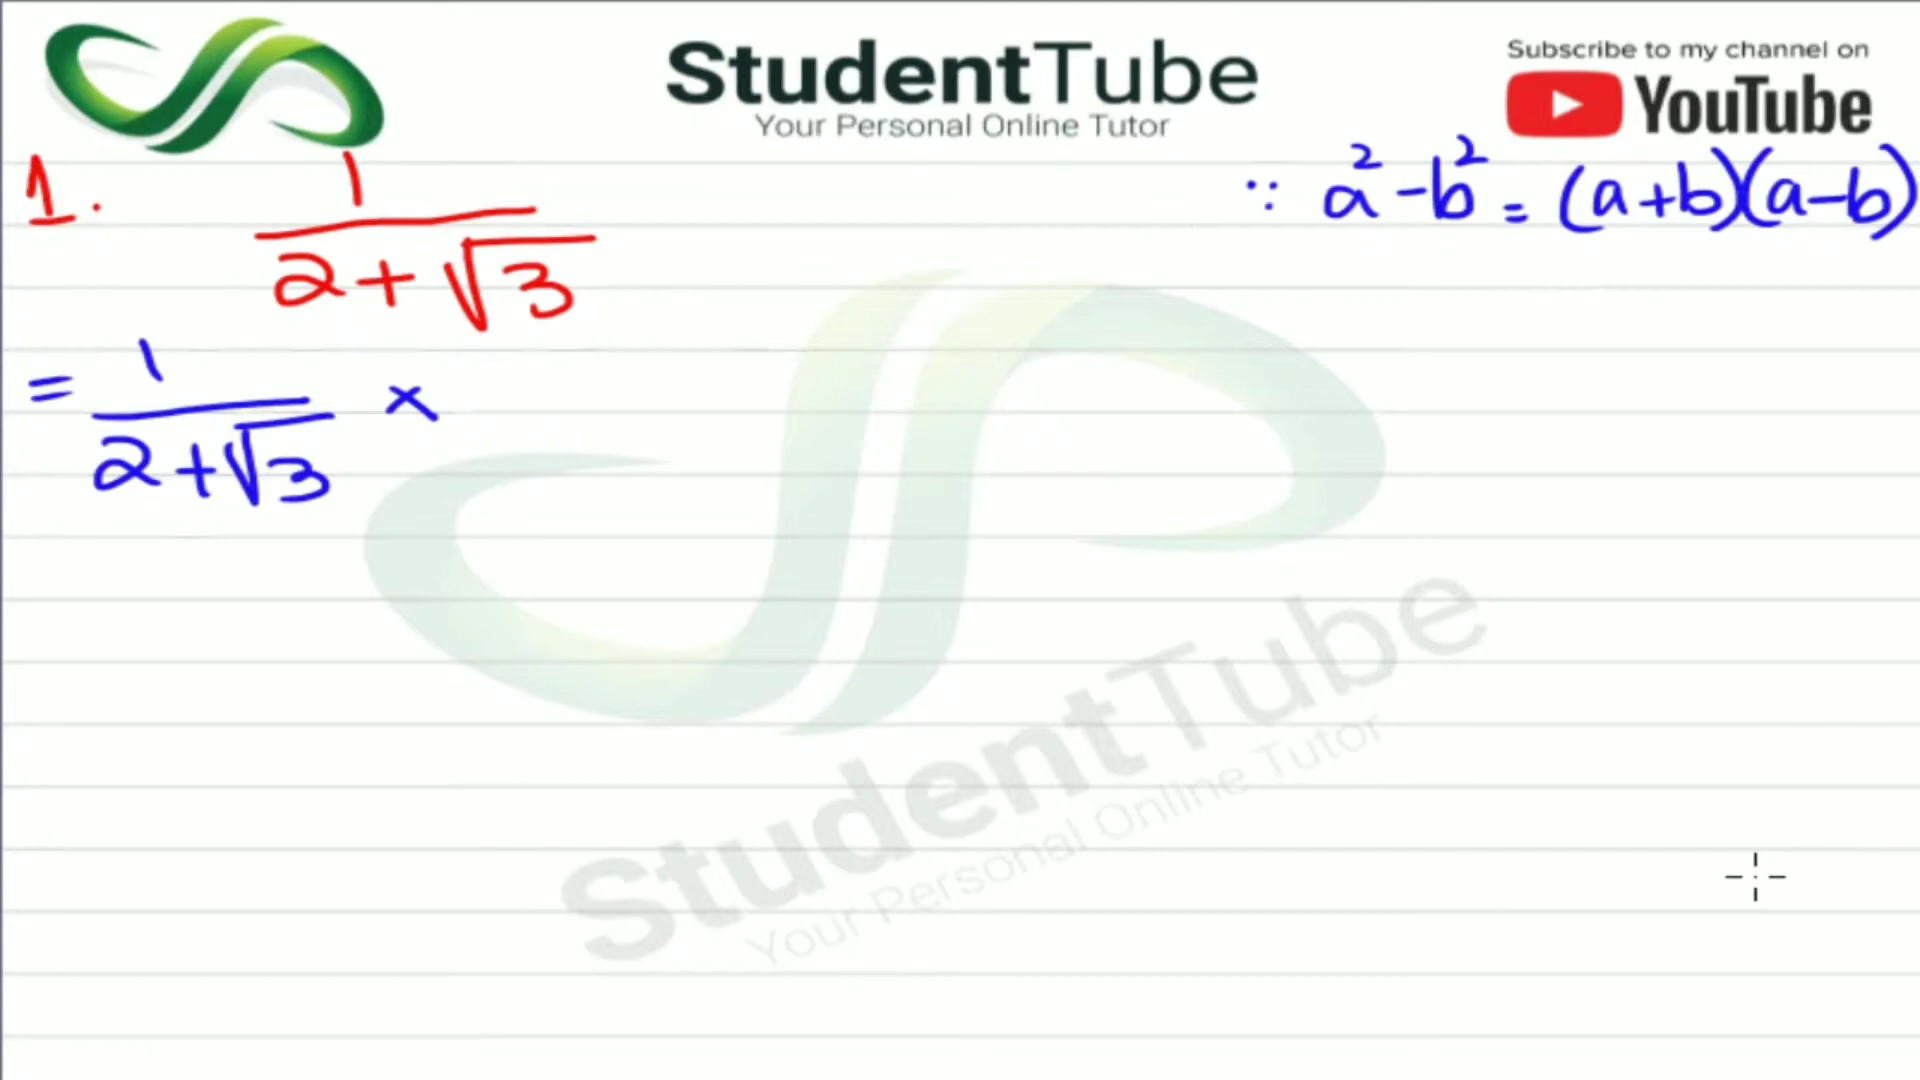 StudentTube
Your Personal Online Tutor
Subscribe to my channel on
YouTube
1. 1/(2+√3)
∵ a²-b² = (a+b)(a-b)
= 1/(2+√3) ×
StudentTube
Your Personal Online Tutor